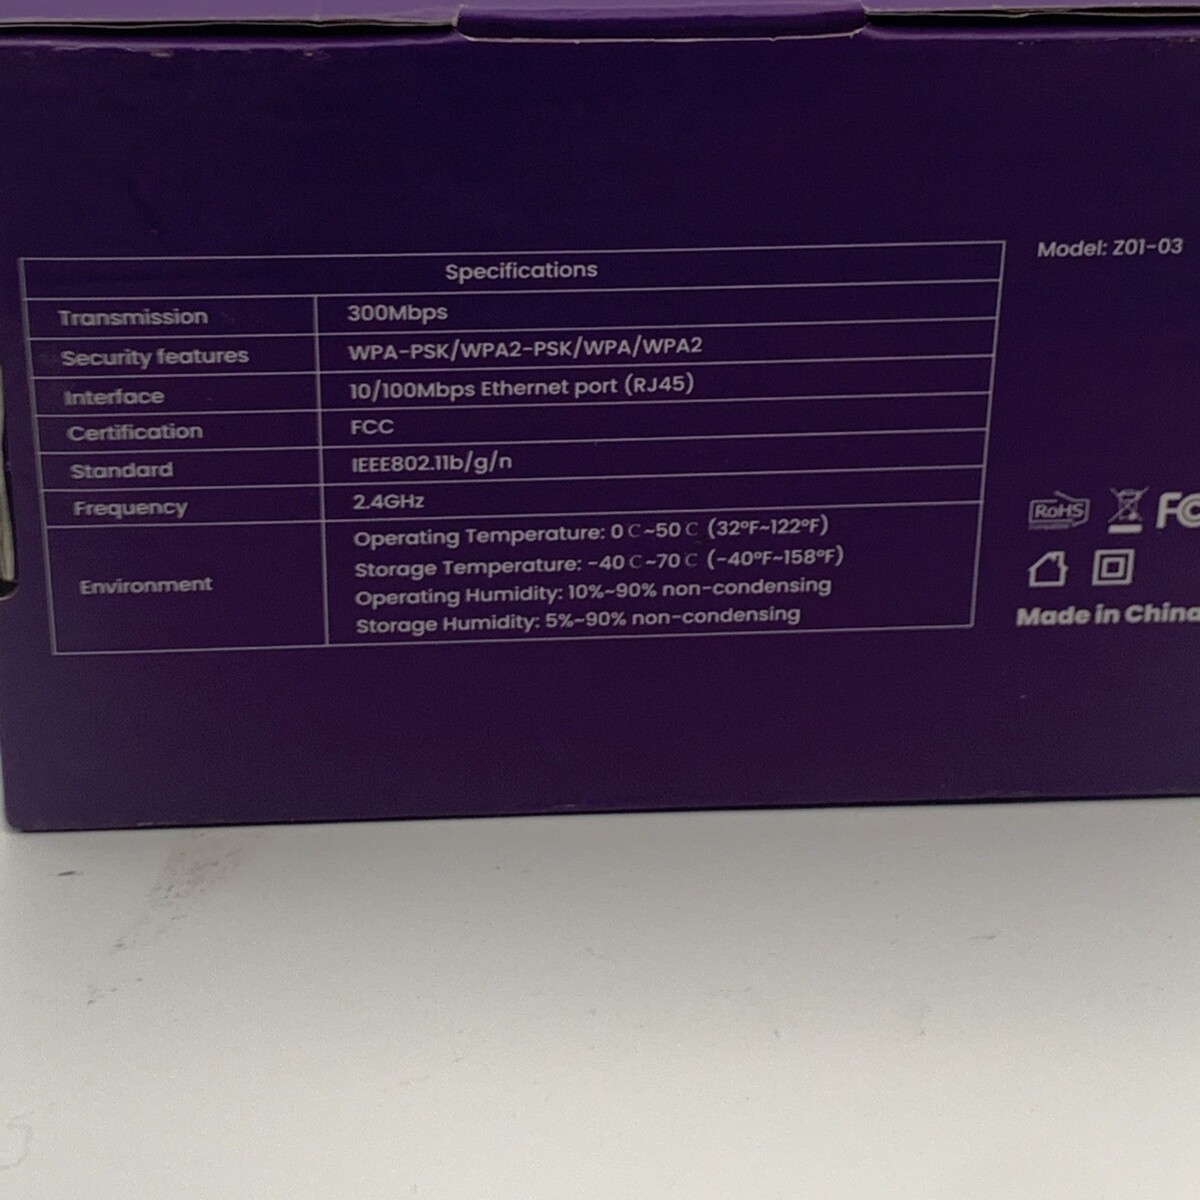 Specifications
Model: Z01-03
Transmission 300Mbps
Security features WPA-PSK/WPA2-PSK/WPA/WPA2
Interface 10/100Mbps Ethernet port (RJ45)
Certification FCC
Standard IEEE802.11b/g/n
Frequency 2.4GHz
Environment
Operating Temperature: 0℃~50℃ (32°F~122°F)
Storage Temperature: -40℃~70℃ (-40°F~158°F)
Operating Humidity: 10%~90% non-condensing
Storage Humidity: 5%~90% non-condensing
RoHS
FC
Made in China